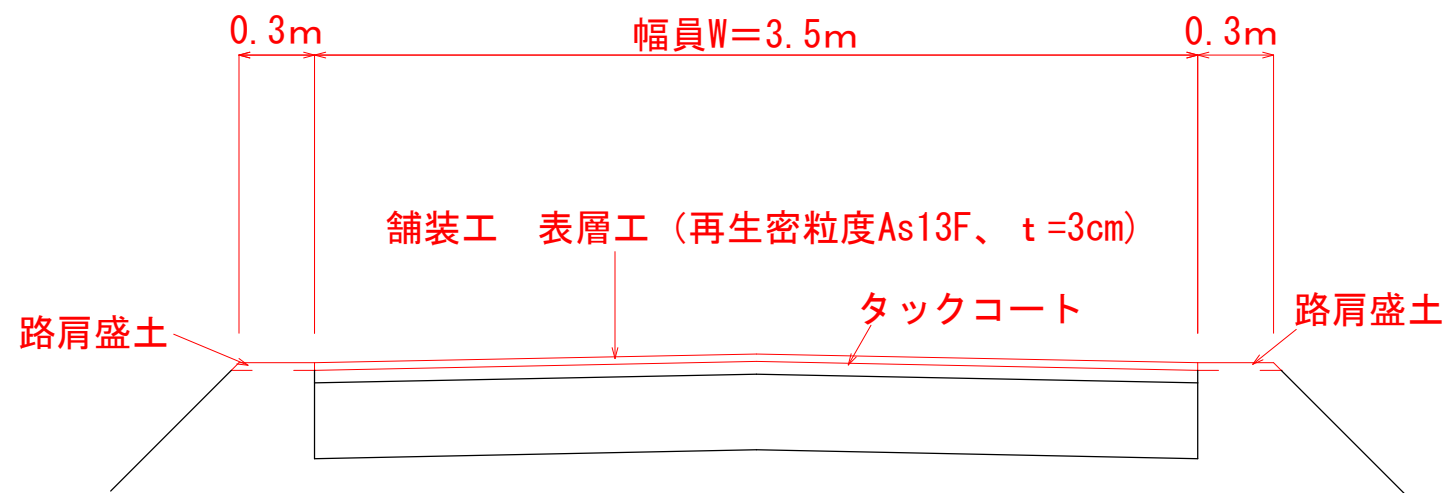 0.3ｍ
幅員W＝3.5ｍ
0.3ｍ
舗装工　表層工（再生密粒度As13F、ｔ=3cm)
タックコート
路肩盛土
路肩盛土